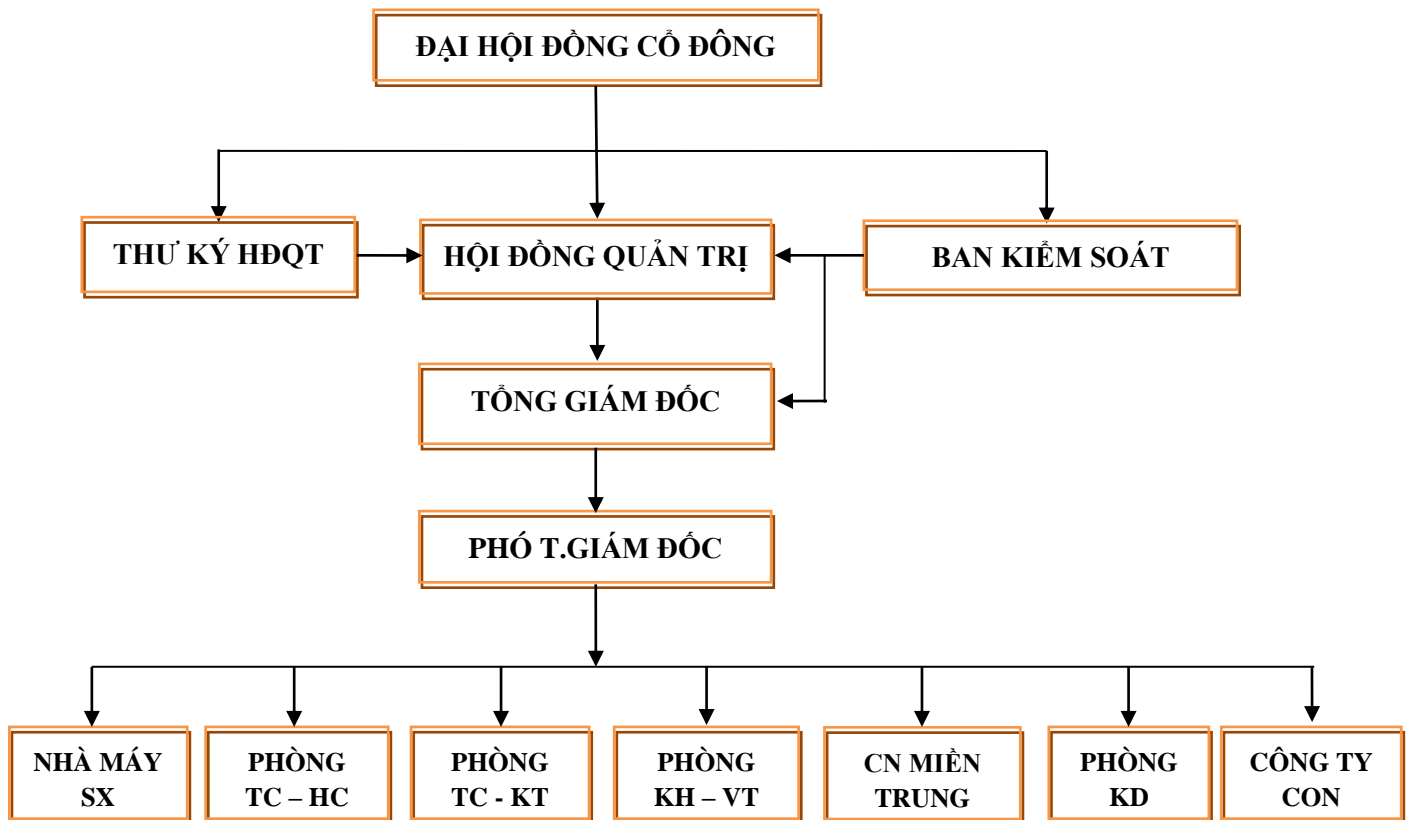 ĐẠI HỘI ĐỒNG CỔ ĐÔNG
THƯ KÝ HĐQT
HỘI ĐỒNG QUẢN TRỊ
BAN KIỂM SOÁT
TỔNG GIÁM ĐỐC
PHÓ T.GIÁM ĐỐC
NHÀ MÁY
SX
PHÒNG
TC – HC
PHÒNG
TC - KT
PHÒNG
KH – VT
CN MIỀN
TRUNG
PHÒNG
KD
CÔNG TY
CON